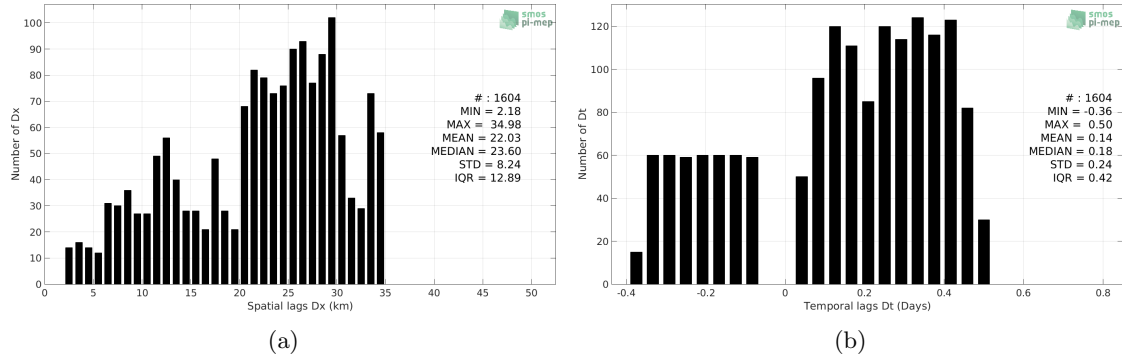 100
90
80
70
60
50
40
30
20
10
0
Number of Dx
smos
pi-mep
# : 1604
MIN = 2.18
MAX = 34.98
MEAN = 22.03
MEDIAN = 23.60
STD = 8.24
IQR = 12.89
0 5 10 15 20 25 30 35 40 45 50
Spatial lags Dx (km)
(a)
120
100
80
60
40
20
0
Number of Dt
smos
pi-mep
# : 1604
MIN = -0.36
MAX = 0.50
MEAN = 0.14
MEDIAN = 0.18
STD = 0.24
IQR = 0.42
-0.4 -0.2 0 0.2 0.4 0.6 0.8
Temporal lags Dt (Days)
(b)